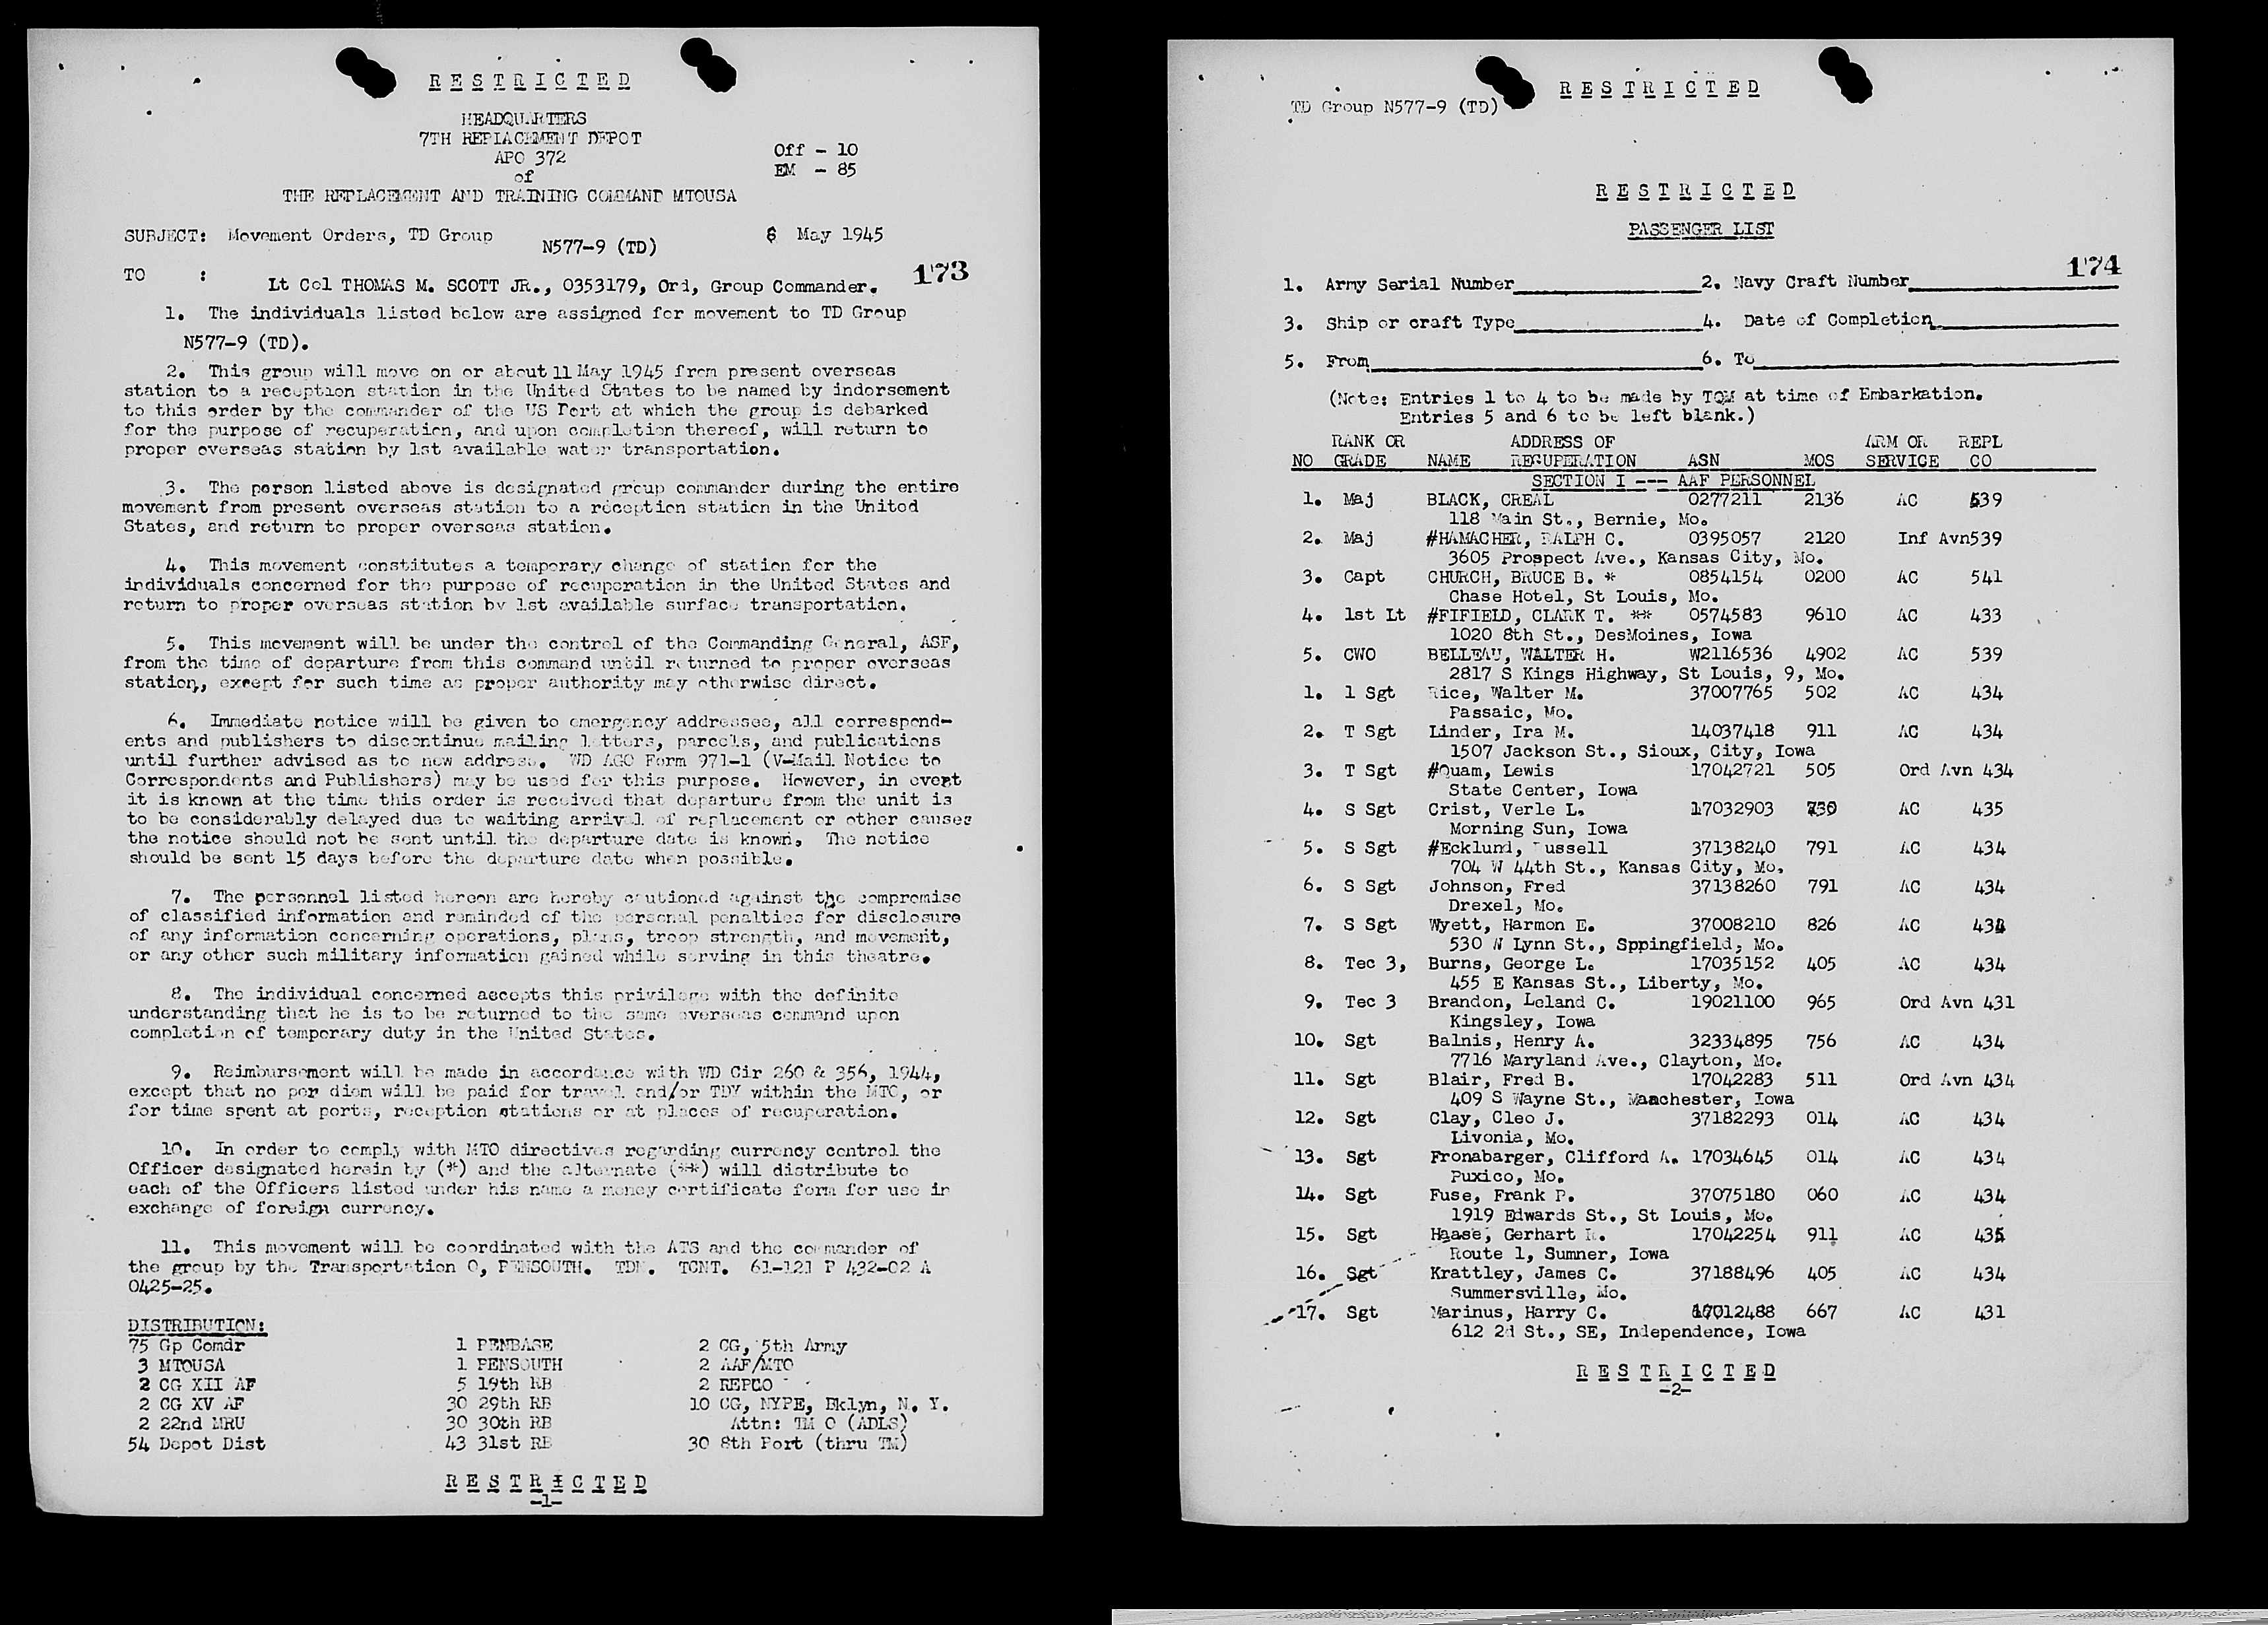 R E S T R I C T E D
HEADQUARTERS
7TH REPLACEMENT DEPOT
APO 372
of
THE REPLACEMENT AND TRAINING COMMAND MTOUSA
Off - 10
EM - 85
SUBJECT: Movement Orders, TD Group N577-9 (TD) 8 May 1945
TO :
173
Lt Col THOMAS M. SCOTT JR., 0353179, Ord, Group Commander.
1. The individuals listed below are assigned for movement to TD Group
N577-9 (TD).
2. This group will move on or about 11 May 1945 from present overseas
station to a reception station in the United States to be named by indorsement
to this order by the commander of the US Port at which the group is debarked
for the purpose of recuperation, and upon completion thereof, will return to
proper overseas station by 1st available water transportation.
3. The person listed above is designated group commander during the entire
movement from present overseas station to a reception station in the United
States, and return to proper overseas station.
4. This movement constitutes a temporary change of station for the
individuals concerned for the purpose of recuperation in the United States and
return to proper overseas station by 1st available surface transportation.
5. This movement will be under the control of the Commanding General, ASF,
from the time of departure from this command until returned to proper overseas
station, except for such time as proper authority may otherwise direct.
6. Immediate notice will be given to emergency addresses, all correspond-
ents and publishers to discontinue mailing letters, parcels, and publications
until further advised as to new address. WD AGO Form 971-1 (V-Mail Notice to
Correspondents and Publishers) may be used for this purpose. However, in event
it is known at the time this order is received that departure from the unit is
to be considerably delayed due to waiting arrival of replacement or other causes
the notice should not be sent until the departure date is known. The notice
should be sent 15 days before the departure date when possible.
7. The personnel listed hereon are hereby cautioned against the compromise
of classified information and reminded of the personal penalties for disclosure
of any information concerning operations, plans, troop strength, and movement,
or any other such military information gained while serving in this theatre.
8. The individual concerned accepts this privilege with the definite
understanding that he is to be returned to the same overseas command upon
completion of temporary duty in the United States.
9. Reimbursement will be made in accordance with WD Cir 260 & 356, 1944,
except that no per diem will be paid for travel and/or TDY within the MTO, or
for time spent at ports, reception stations or at places of recuperation.
10. In order to comply with MTO directives regarding currency control the
Officer designated herein by (*) and the alternate (**) will distribute to
each of the Officers listed under his name a money certificate form for use in
exchange of foreign currency.
11. This movement will be coordinated with the ATS and the commander of
the group by the Transportation O, PENSOUTH. TDN. TCNT. 61-121 P 432-02 A
0425-25.
DISTRIBUTION:
75 Gp Comdr 1 PENBASE 2 CG, 5th Army
3 MTOUSA 1 PENSOUTH 2 AAF/MTO
2 CG XII AF 5 19th RB 2 REPCO
2 CG XV AF 30 29th RB 10 CG, NYPE, Bklyn, N. Y.
2 22nd MRU 30 30th RB Attn: TM O (ADLS)
54 Depot Dist 43 31st RB 30 8th Port (thru TM)
R E S T R I C T E D
-1-
R E S T R I C T E D
TD Group N577-9 (TD)
R E S T R I C T E D
PASSENGER LIST
174
1. Army Serial Number 2. Navy Craft Number
3. Ship or craft Type 4. Date of Completion
5. From 6. To
(Note: Entries 1 to 4 to be made by TQM at time of Embarkation.
Entries 5 and 6 to be left blank.)
RANK OR ADDRESS OF ARM OR REPL
NO GRADE NAME RECUPERATION ASN MOS SERVICE CO
SECTION I --- AAF PERSONNEL
1. Maj BLACK, CREAL 0277211 2136 AC 539
118 Main St., Bernie, Mo.
2. Maj #HAMACHER, RALPH C. 0395057 2120 Inf Avn539
3605 Prospect Ave., Kansas City, Mo.
3. Capt CHURCH, BRUCE B. * 0854154 0200 AC 541
Chase Hotel, St Louis, Mo.
4. 1st Lt #FIFIELD, CLARK T. ** 0574583 9610 AC 433
1020 8th St., DesMoines, Iowa
5. CWO BELLEAU, WALTER H. W2116536 4902 AC 539
2817 S Kings Highway, St Louis, 9, Mo.
1. 1 Sgt Rice, Walter M. 37007765 502 AC 434
Passaic, Mo.
2. T Sgt Linder, Ira M. 14037418 911 AC 434
1507 Jackson St., Sioux, City, Iowa
3. T Sgt #Quam, Lewis 17042721 505 Ord Avn 434
State Center, Iowa
4. S Sgt Crist, Verle L. 17032903 AC 435
Morning Sun, Iowa
5. S Sgt #Ecklund, Russell 37138240 791 AC 434
704 W 44th St., Kansas City, Mo.
6. S Sgt Johnson, Fred 37138260 791 AC 434
Drexel, Mo.
7. S Sgt Wyett, Harmon E. 37008210 826 AC 434
530 N Lynn St., Sppingfield, Mo.
8. Tec 3, Burns, George L. 17035152 405 AC 434
455 E Kansas St., Liberty, Mo.
9. Tec 3 Brandon, Leland C. 19021100 965 Ord Avn 431
Kingsley, Iowa
10. Sgt Balnis, Henry A. 32334895 756 AC 434
7716 Maryland Ave., Clayton, Mo.
11. Sgt Blair, Fred B. 17042283 511 Ord Avn 434
409 S Wayne St., Maachester, Iowa
12. Sgt Clay, Cleo J. 37182293 014 AC 434
Livonia, Mo.
13. Sgt Fronabarger, Clifford A. 17034645 014 AC 434
Puxico, Mo.
14. Sgt Fuse, Frank P. 37075180 060 AC 434
1919 Edwards St., St Louis, Mo.
15. Sgt Haase, Gerhart R. 17042254 911 AC 435
Route 1, Sumner, Iowa
16. Sgt Krattley, James C. 37188496 405 AC 434
Summersville, Mo.
17. Sgt Marinus, Harry C. 17012488 667 AC 431
612 2d St., SE, Independence, Iowa
R E S T R I C T E D
-2-